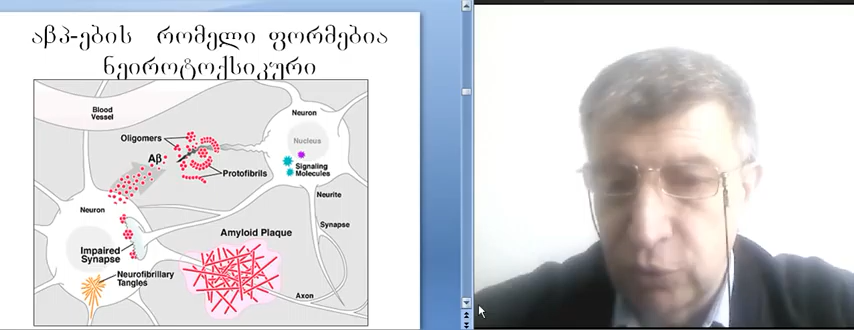 აβპ-ების რომელი ფორმებია
ნეიროტოქსიკური
Blood
Vessel
Oligomers
Aβ
Protofibrils
Neuron
Nucleus
Signaling
Molecules
Neurite
Synapse
Neuron
Impaired
Synapse
Amyloid Plaque
Neurofibrillary
Tangles
Axon